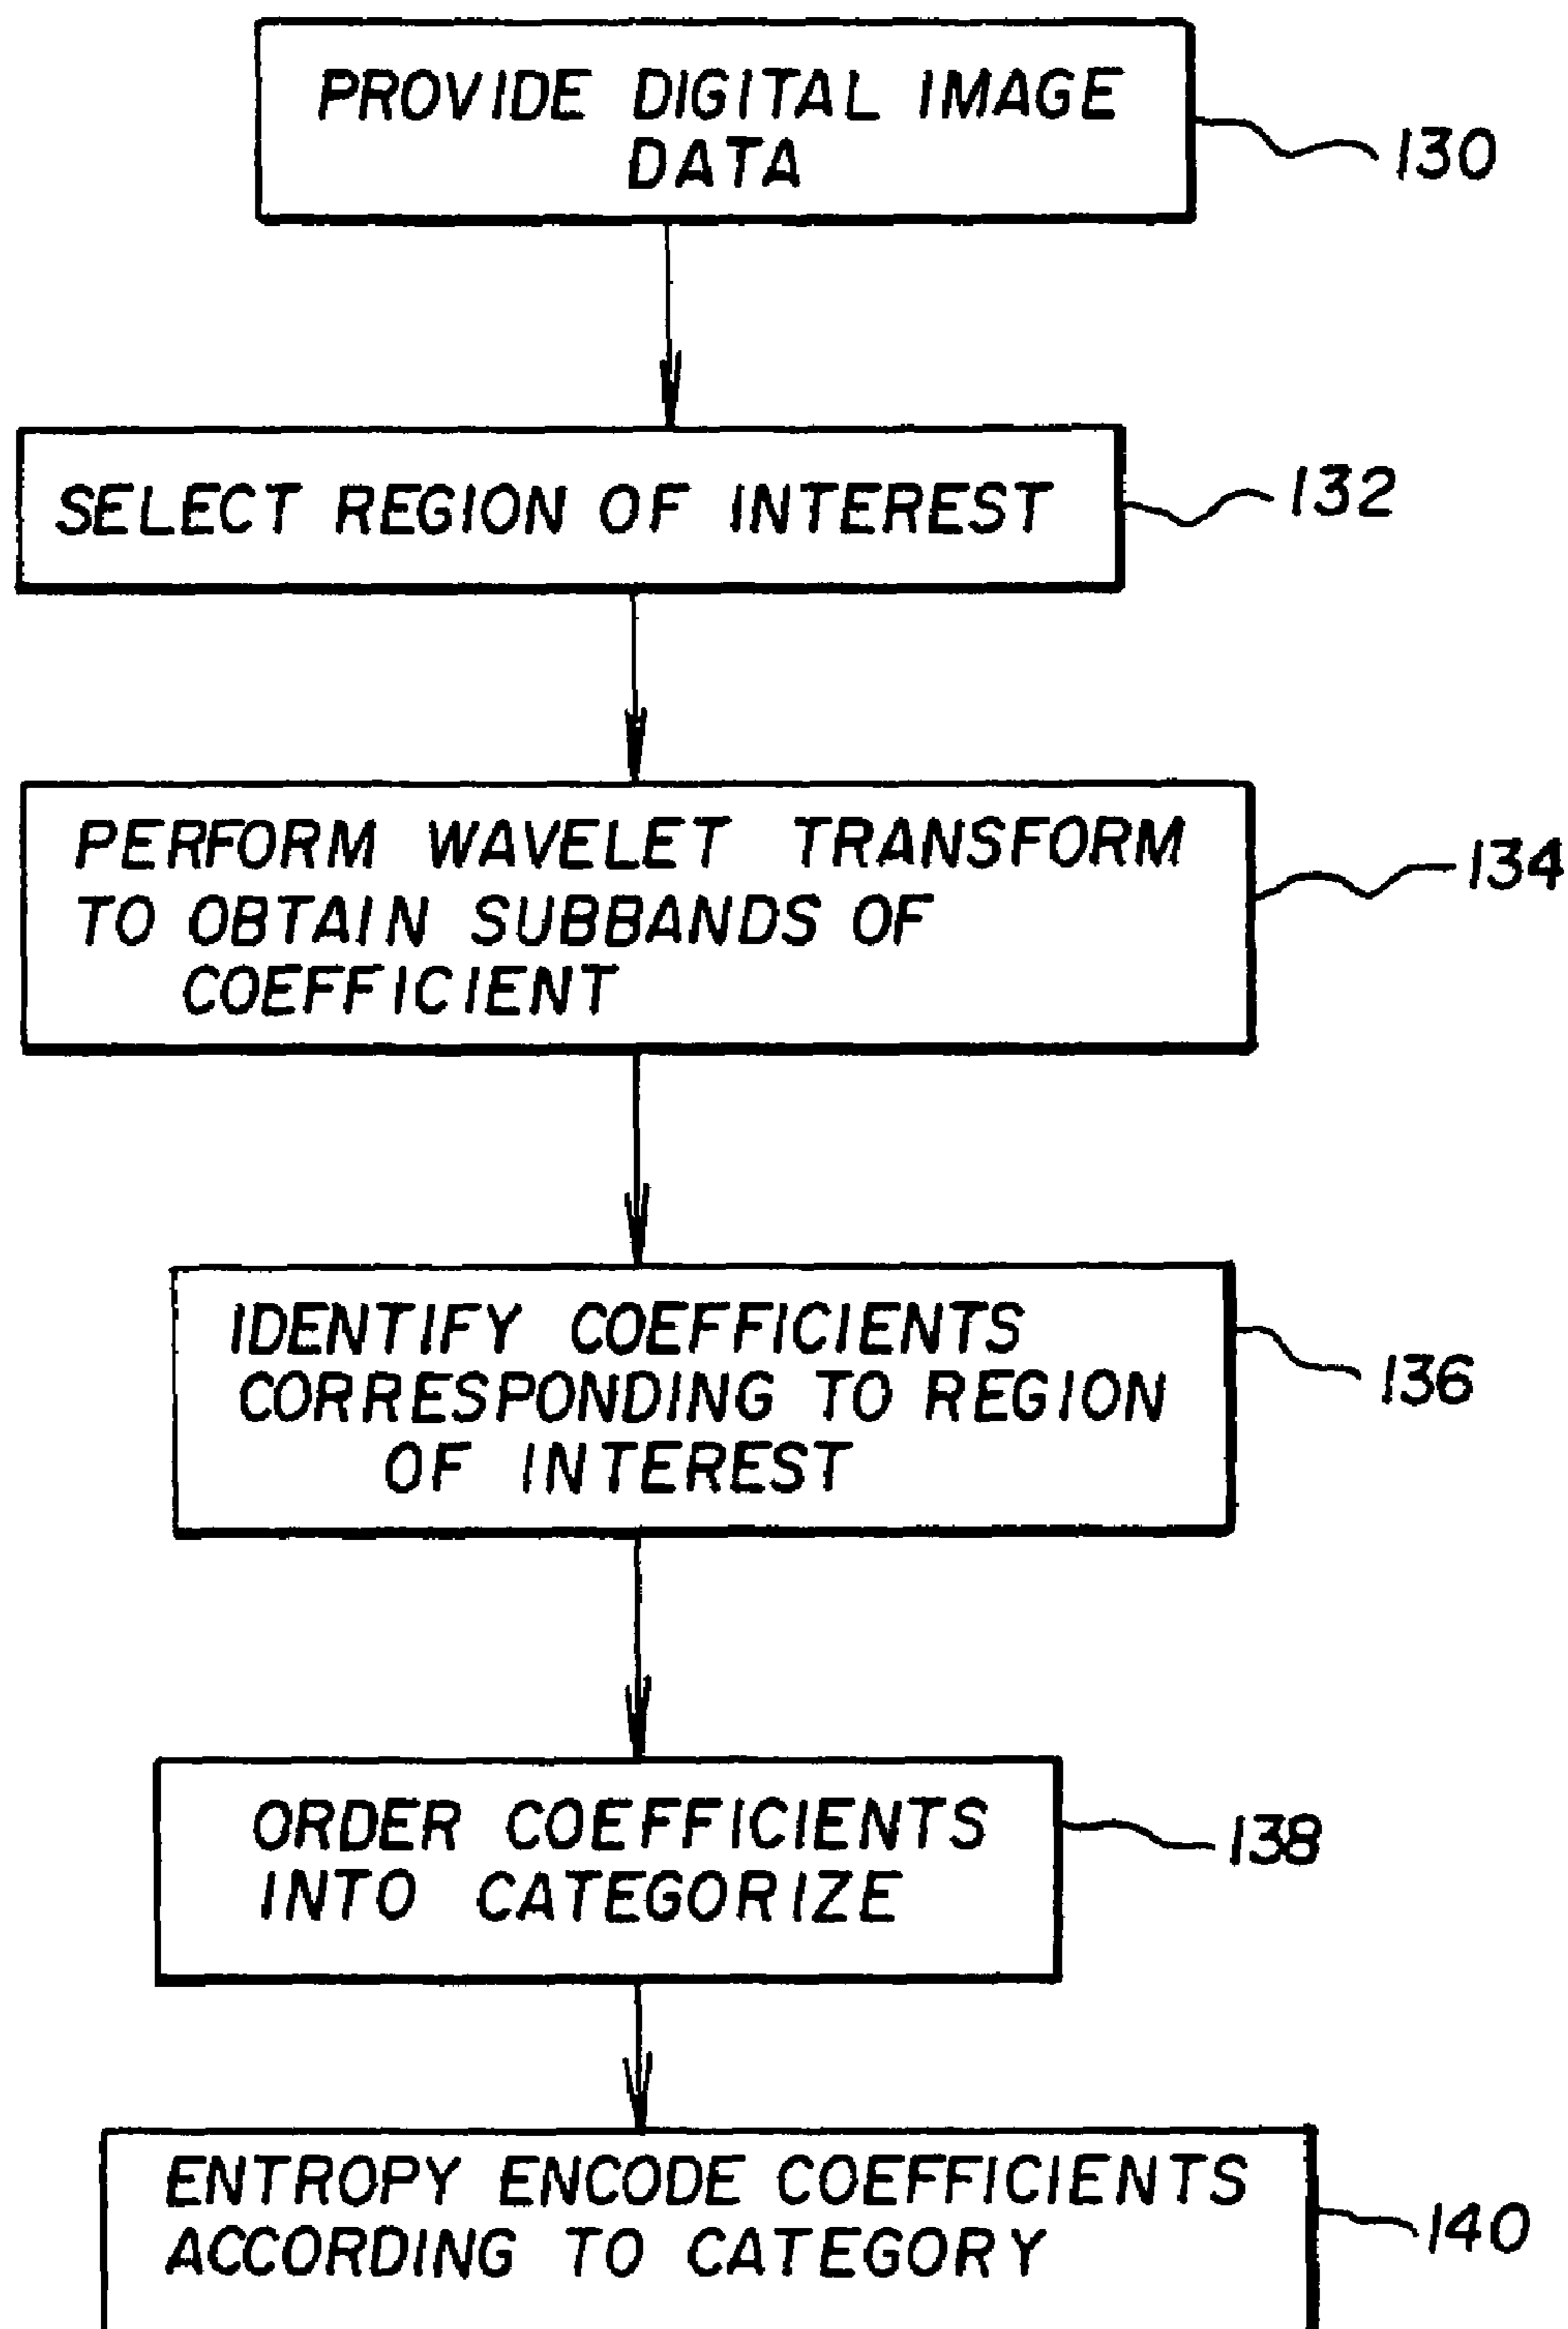 PROVIDE DIGITAL IMAGE
DATA
130
SELECT REGION OF INTEREST
132
PERFORM WAVELET TRANSFORM
TO OBTAIN SUBBANDS OF
COEFFICIENT
134
IDENTIFY COEFFICIENTS
CORRESPONDING TO REGION
OF INTEREST
136
ORDER COEFFICIENTS
INTO CATEGORIZE
138
ENTROPY ENCODE COEFFICIENTS
ACCORDING TO CATEGORY
140